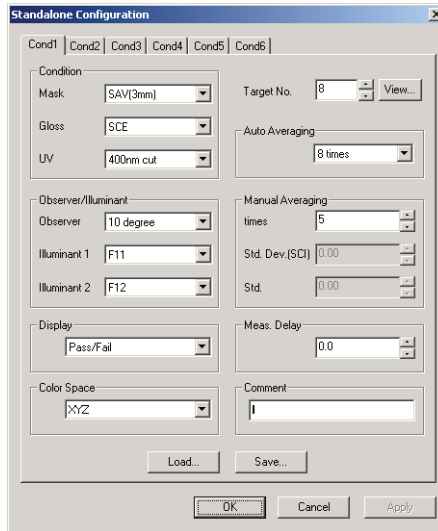 Standalone Configuration
Cond1 Cond2 Cond3 Cond4 Cond5 Cond6
Condition
Mask SAV(3mm)
Gloss SCE
UV 400nm cut
Target No. 8 View...
Auto Averaging
8 times
Observer/Illuminant
Observer 10 degree
Illuminant 1 F11
Illuminant 2 F12
Manual Averaging
times 5
Std. Dev.(SCI) 0.00
Std. 0.00
Display
Pass/Fail
Meas. Delay
0.0
Color Space
XYZ
Comment
Load... Save...
OK Cancel Apply